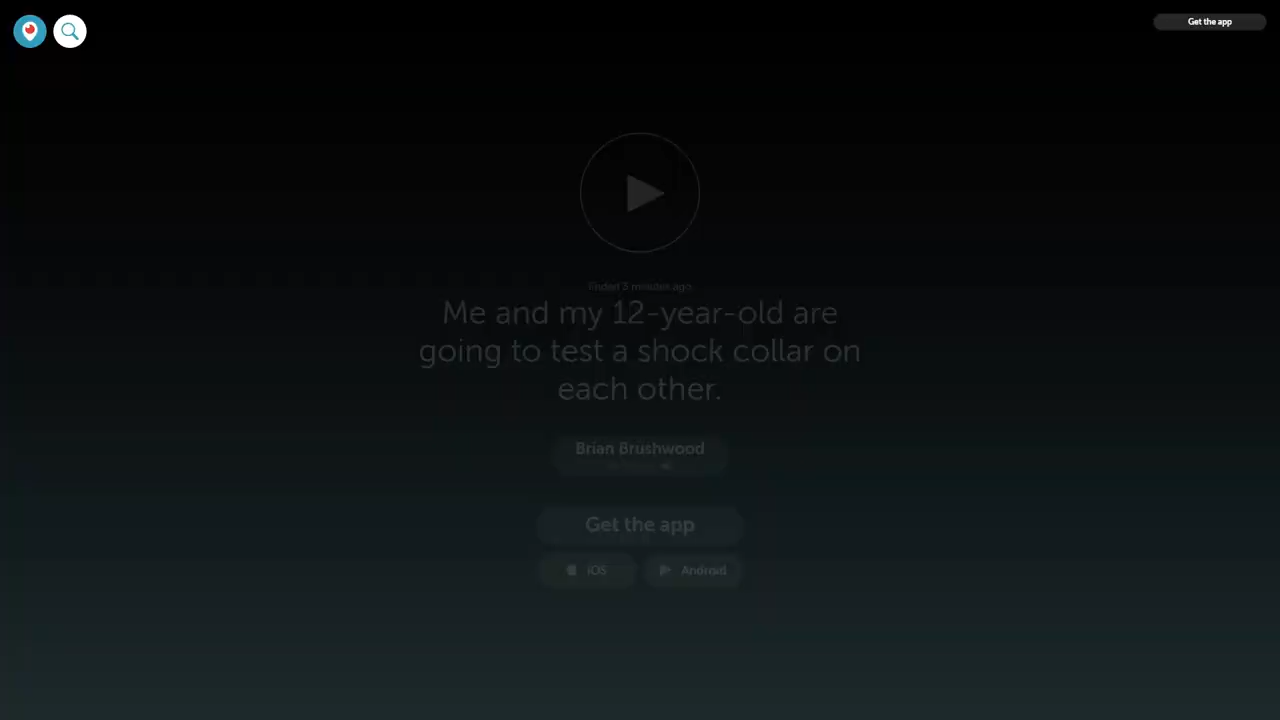 Get the app
Ended 3 minutes ago
Me and my 12-year-old are
going to test a shock collar on
each other.
Brian Brushwood
Get the app
iOS
Android